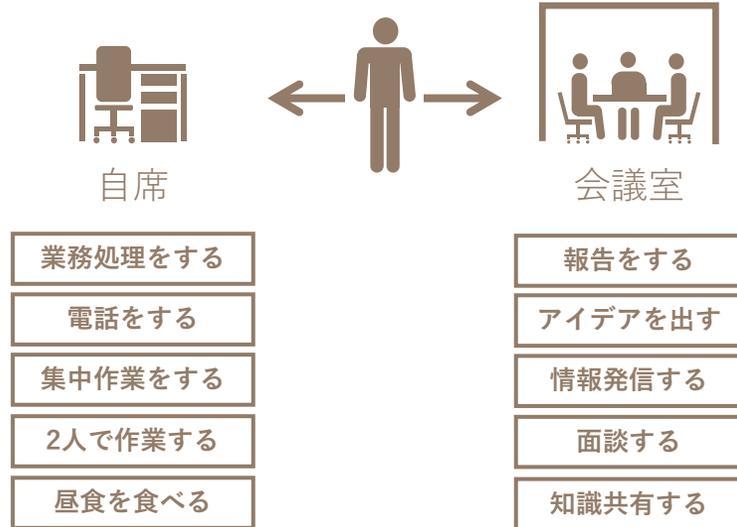 自席
業務処理をする
電話をする
集中作業をする
2人で作業する
昼食を食べる
会議室
報告をする
アイデアを出す
情報発信する
面談する
知識共有する